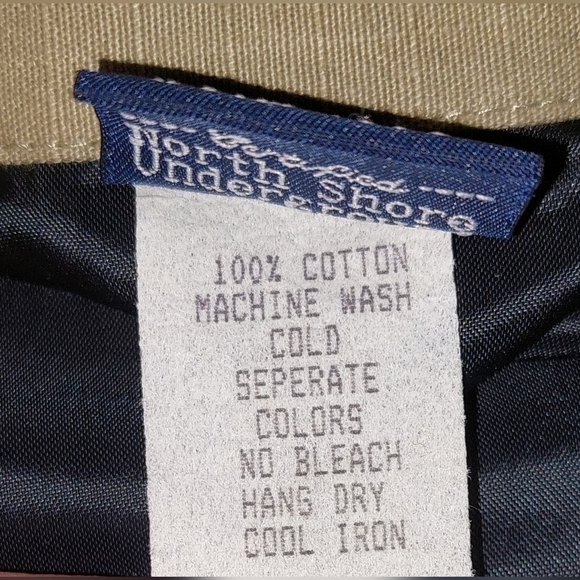 North Shore
100% COTTON
MACHINE WASH
COLD
SEPERATE
COLORS
NO BLEACH
HANG DRY
COOL IRON